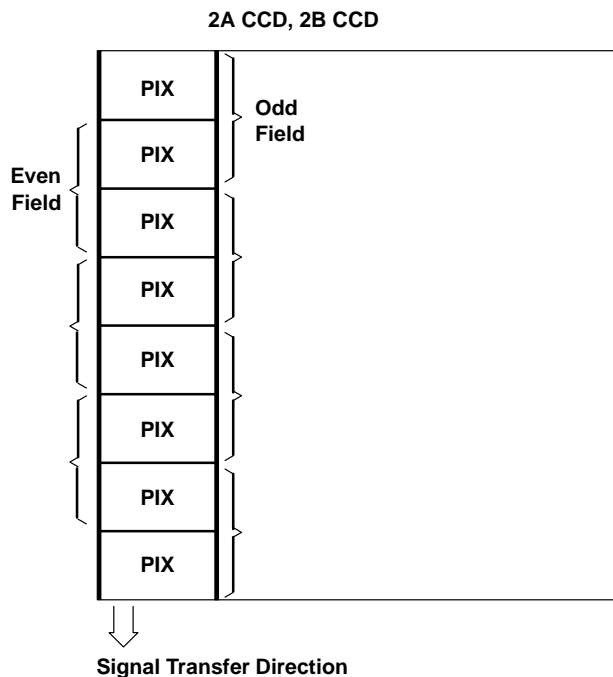 2A CCD, 2B CCD
PIX
Odd
Field
PIX
Even
Field
PIX
PIX
PIX
PIX
PIX
PIX
Signal Transfer Direction